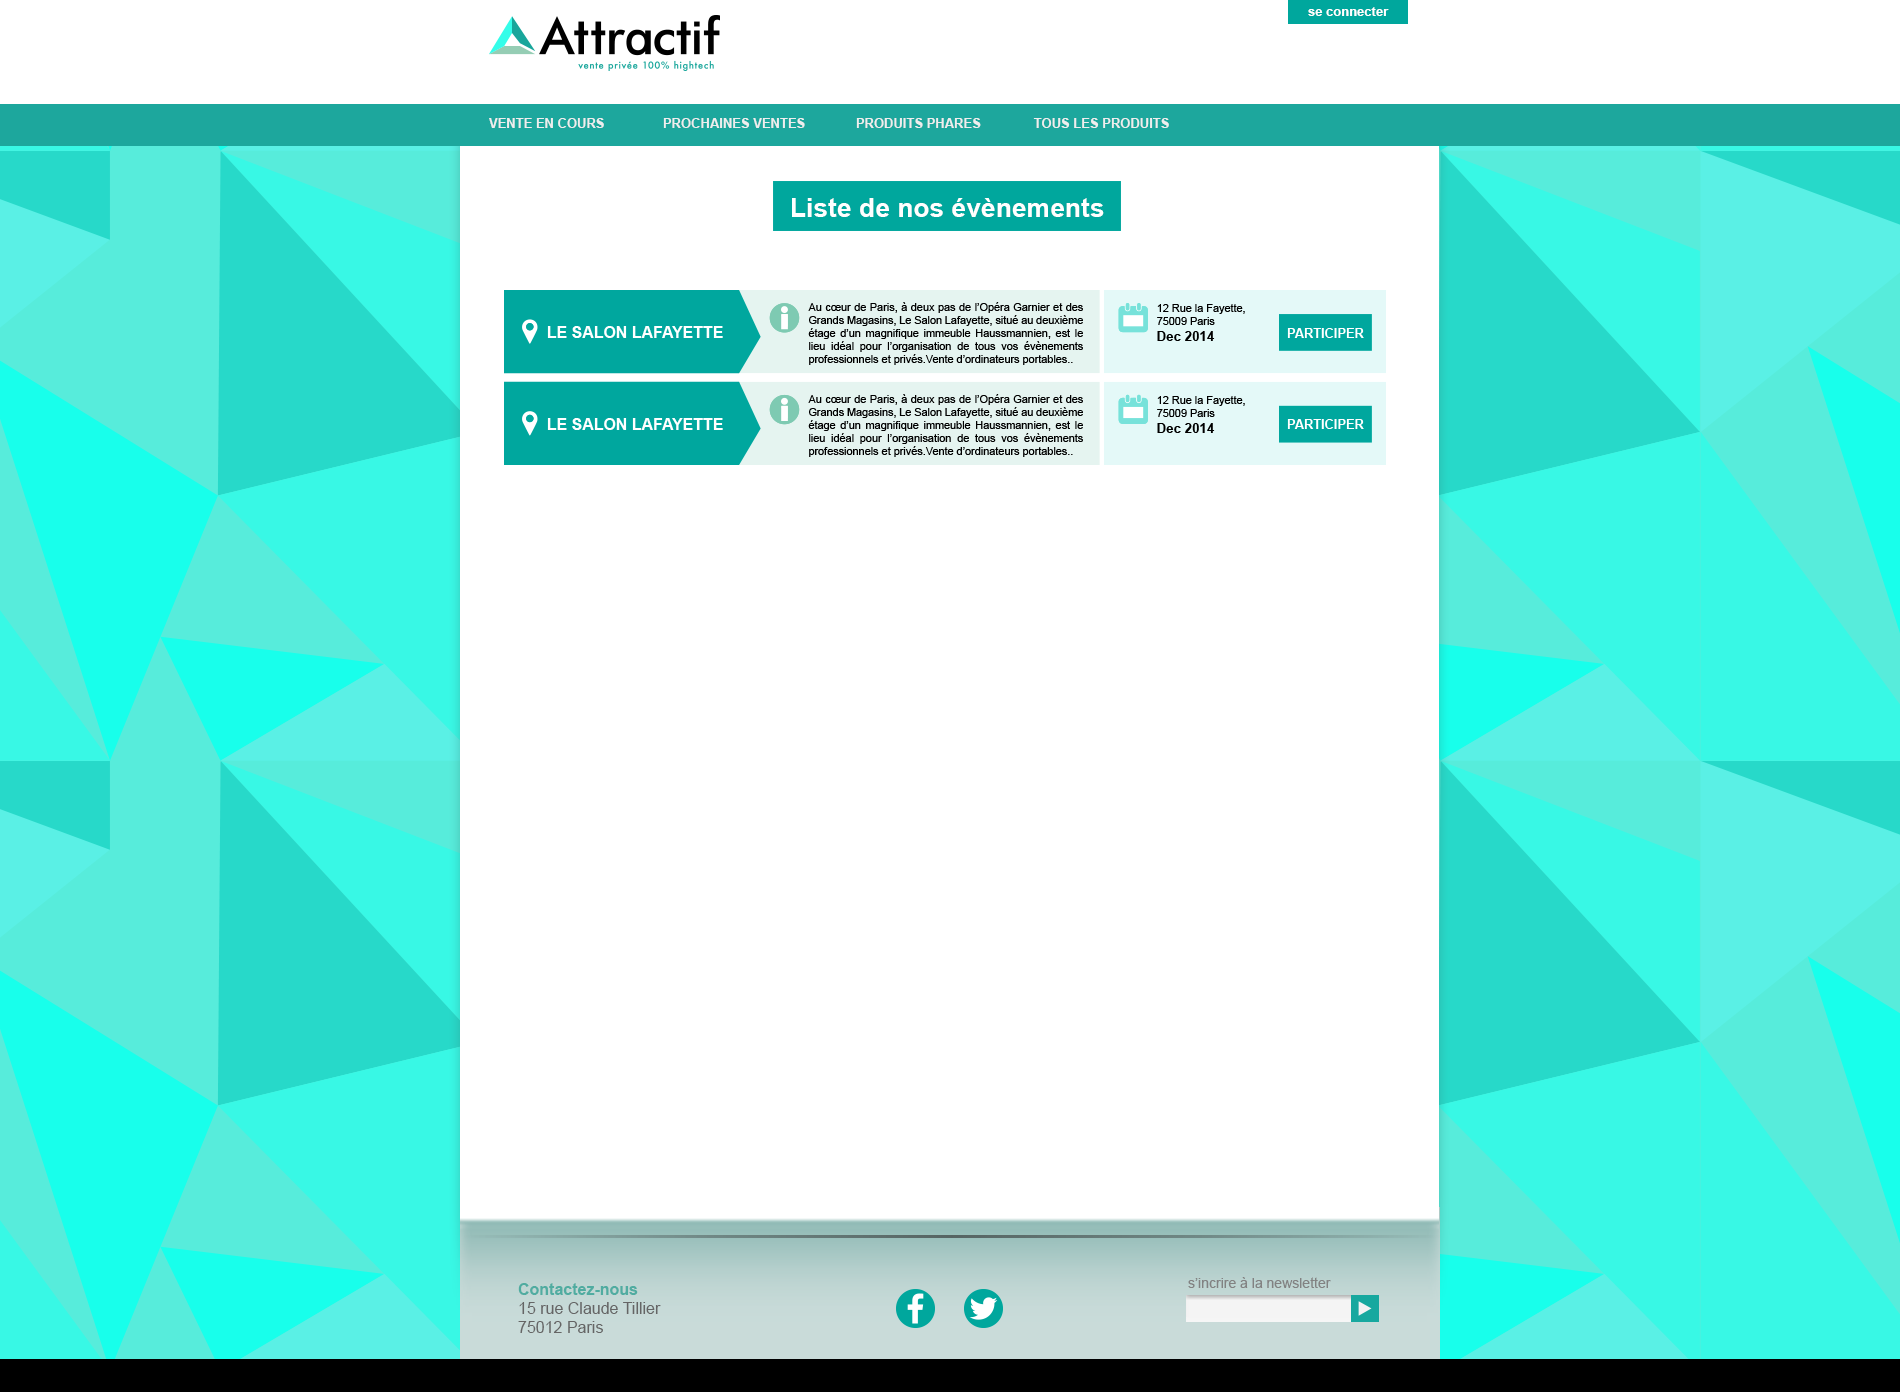 se connecter
Attractif
vente privée 100% hightech
VENTE EN COURS PROCHAINES VENTES PRODUITS PHARES TOUS LES PRODUITS
Liste de nos évènements
LE SALON LAFAYETTE
Au cœur de Paris, à deux pas de l’Opéra Garnier et des
Grands Magasins, Le Salon Lafayette, situé au deuxième
étage d’un magnifique immeuble Haussmannien, est le
lieu idéal pour l’organisation de tous vos évènements
professionnels et privés.Vente d’ordinateurs portables..
12 Rue la Fayette,
75009 Paris
Dec 2014
PARTICIPER
LE SALON LAFAYETTE
Au cœur de Paris, à deux pas de l’Opéra Garnier et des
Grands Magasins, Le Salon Lafayette, situé au deuxième
étage d’un magnifique immeuble Haussmannien, est le
lieu idéal pour l’organisation de tous vos évènements
professionnels et privés.Vente d’ordinateurs portables..
12 Rue la Fayette,
75009 Paris
Dec 2014
PARTICIPER
Contactez-nous
15 rue Claude Tillier
75012 Paris
s’incrire à la newsletter